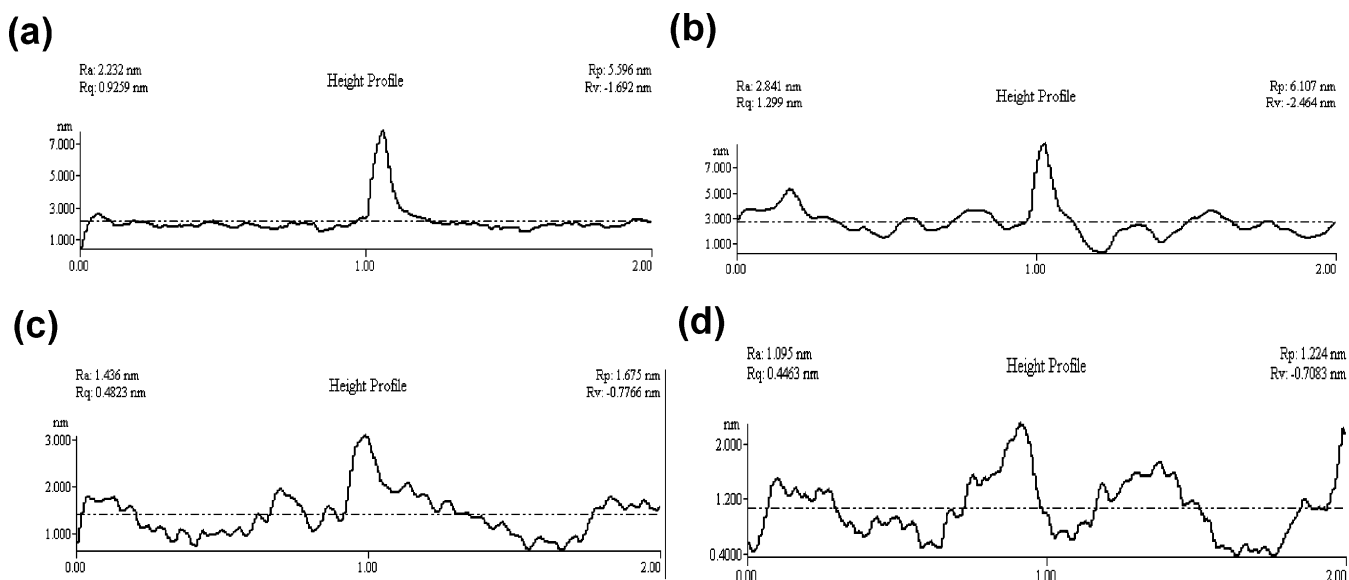 (a)
Ra: 2.232 nm
Rq: 0.9259 nm
Height Profile
Rp: 5.596 nm
Rv: -1.692 nm
nm
7.000
5.000
3.000
1.000
0.00 1.00 2.00
(b)
Ra: 2.841 nm
Rq: 1.299 nm
Height Profile
Rp: 6.107 nm
Rv: -2.464 nm
nm
7.000
5.000
3.000
1.000
0.00 1.00 2.00
(c)
Ra: 1.436 nm
Rq: 0.4823 nm
Height Profile
Rp: 1.675 nm
Rv: -0.7766 nm
nm
3.000
2.000
1.000
0.00 1.00 2.00
(d)
Ra: 1.095 nm
Rq: 0.4463 nm
Height Profile
Rp: 1.224 nm
Rv: -0.7083 nm
nm
2.000
1.200
0.4000
0.00 1.00 2.00